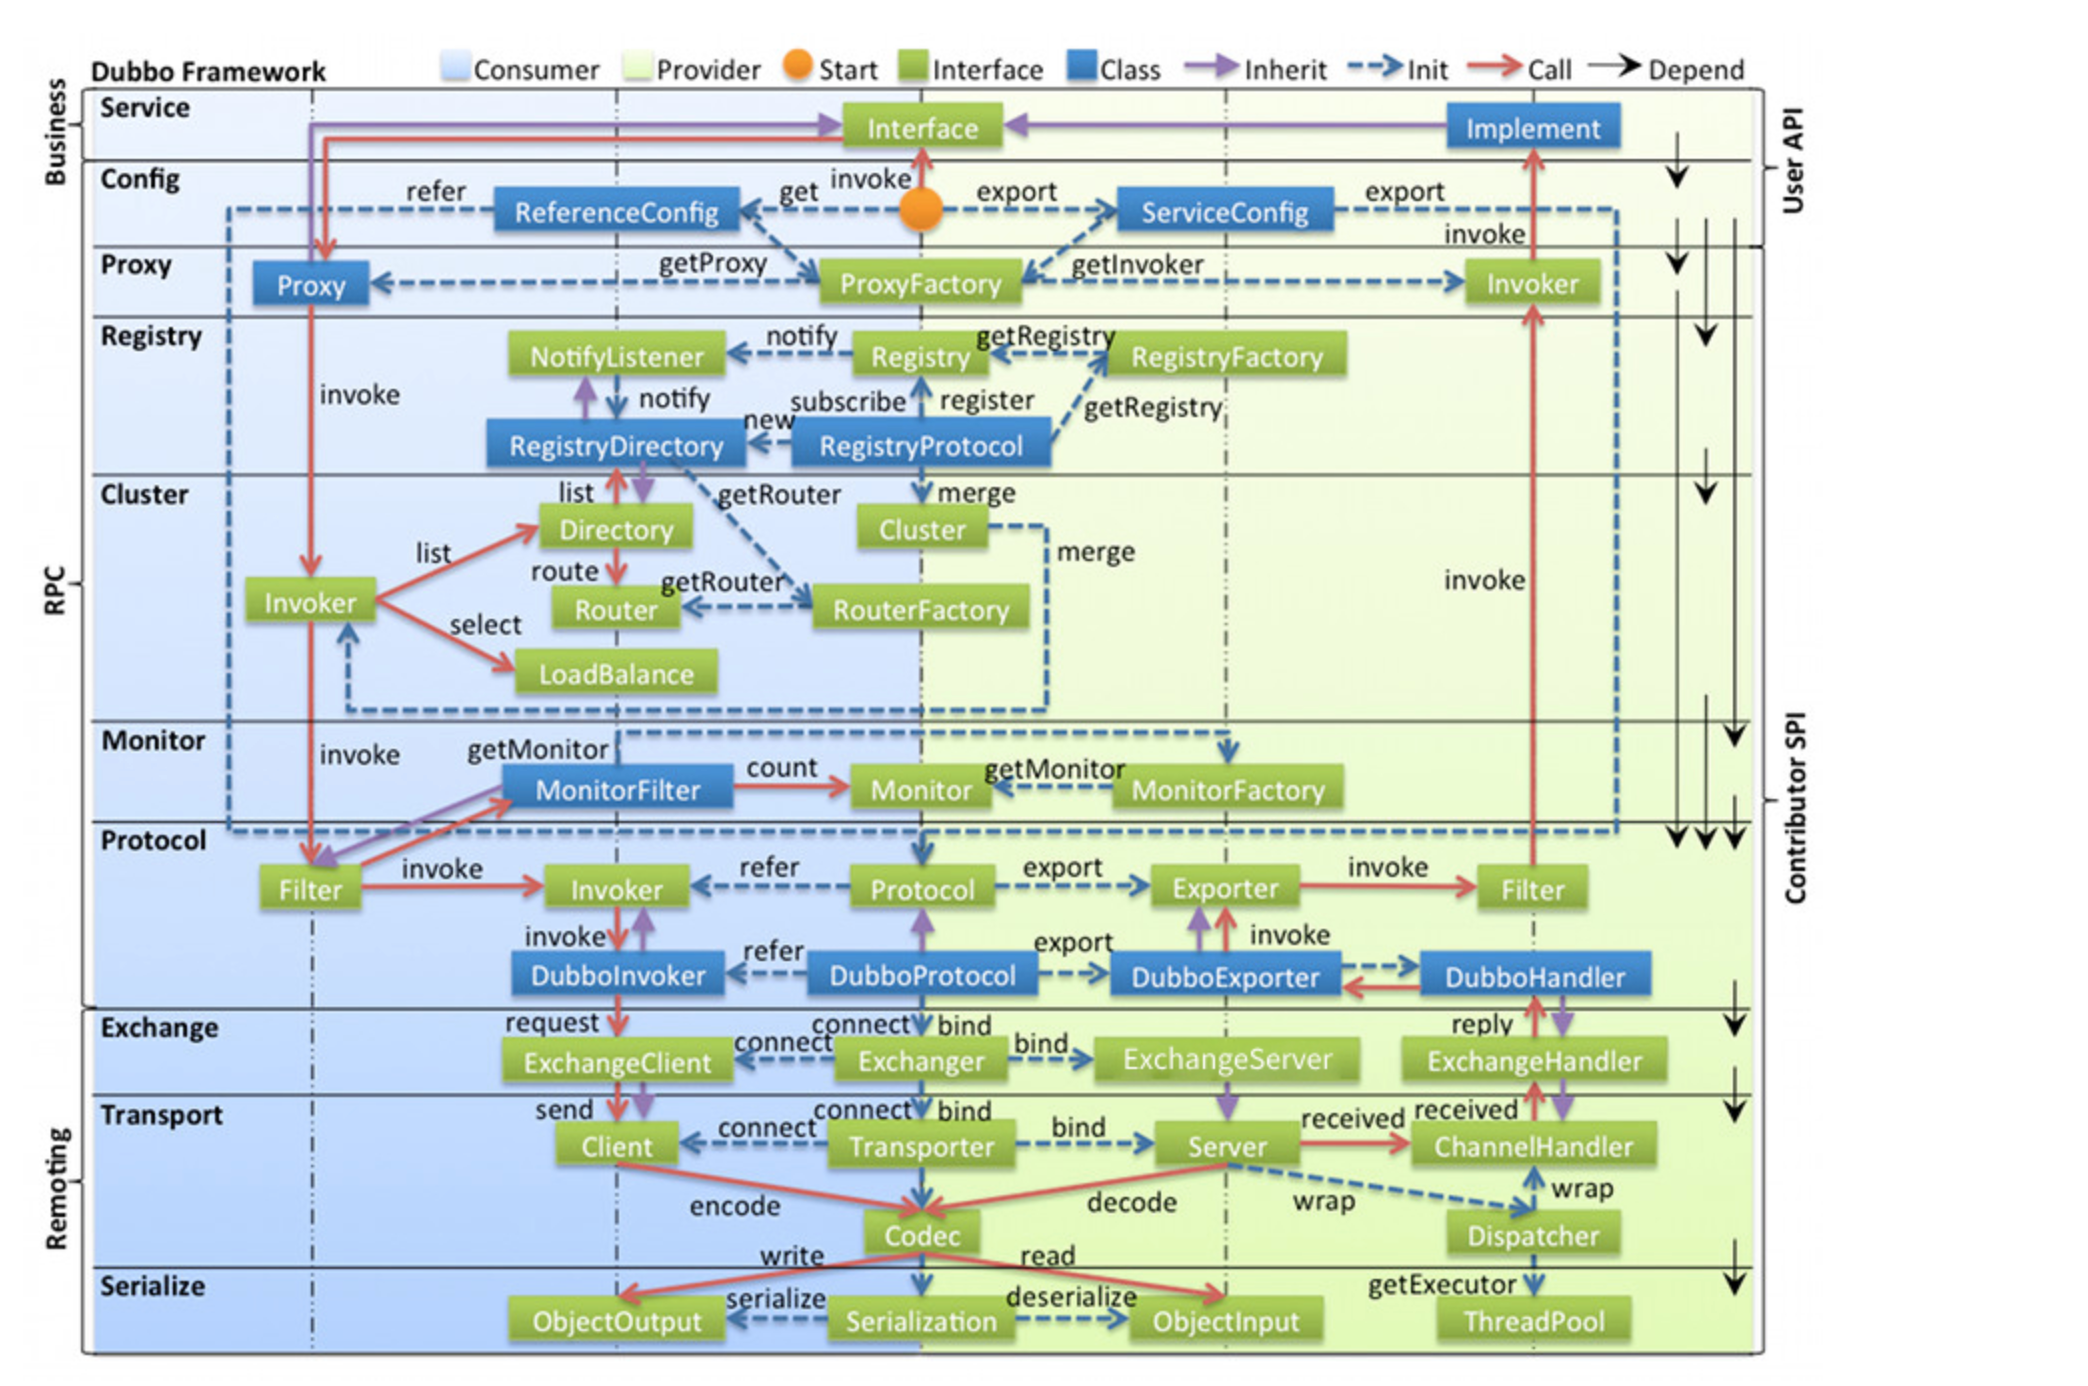 Dubbo Framework
Consumer
Provider
Start
Interface
Class
Inherit
Init
Call
Depend
Business
RPC
Remoting
User API
Contributor SPI
Service
Interface
Implement
Config
refer
ReferenceConfig
get
invoke
export
ServiceConfig
export
invoke
Proxy
Proxy
getProxy
ProxyFactory
getInvoker
Invoker
Registry
NotifyListener
notify
Registry
getRegistry
RegistryFactory
invoke
notify
subscribe
register
getRegistry
new
RegistryDirectory
RegistryProtocol
Cluster
list
getRouter
merge
Directory
Cluster
list
merge
route
getRouter
invoke
Invoker
Router
RouterFactory
select
LoadBalance
Monitor
invoke
getMonitor
MonitorFilter
count
Monitor
getMonitor
MonitorFactory
Protocol
Filter
invoke
Invoker
refer
Protocol
export
Exporter
invoke
Filter
invoke
refer
export
invoke
DubboInvoker
DubboProtocol
DubboExporter
DubboHandler
Exchange
request
connect
bind
reply
ExchangeClient
connect
Exchanger
bind
ExchangeServer
ExchangeHandler
Transport
send
connect
bind
received
received
Client
connect
Transporter
bind
Server
ChannelHandler
encode
decode
wrap
wrap
Codec
Dispatcher
write
read
Serialize
getExecutor
ObjectOutput
serialize
Serialization
deserialize
ObjectInput
ThreadPool